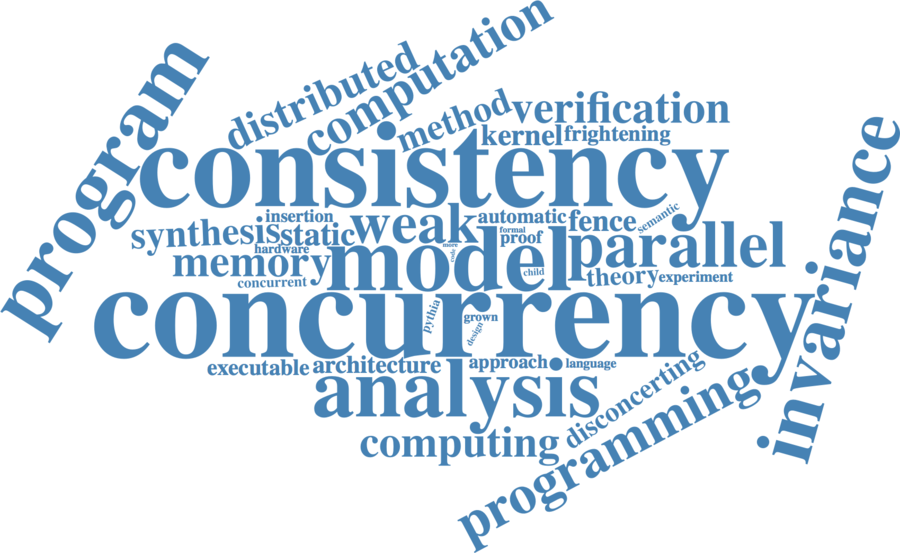 program
distributed
computation
method
verification
kernel
frightening
consistency
insertion
synthesis
static
weak
automatic
fence
semantic
hardware
formal
proof
memory
concurrent
model
more
code
child
parallel
theory
experiment
invariance
concurrency
pythia
grown
design
executable
architecture
approach
language
analysis
disconcerting
computing
programming